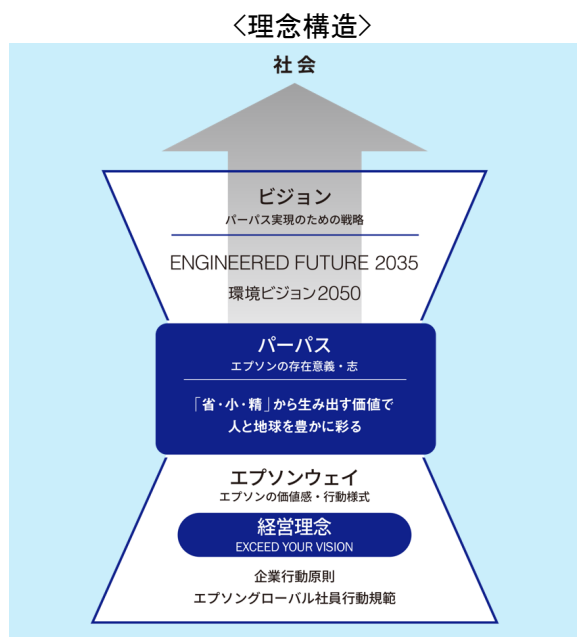 〈理念構造〉
社会
ビジョン
パーパス実現のための戦略
ENGINEERED FUTURE 2035
環境ビジョン2050
パーパス
エプソンの存在意義・志
「省・小・精」から生み出す価値で
人と地球を豊かに彩る
エプソンウェイ
エプソンの価値感・行動様式
経営理念
EXCEED YOUR VISION
企業行動原則
エプソングローバル社員行動規範